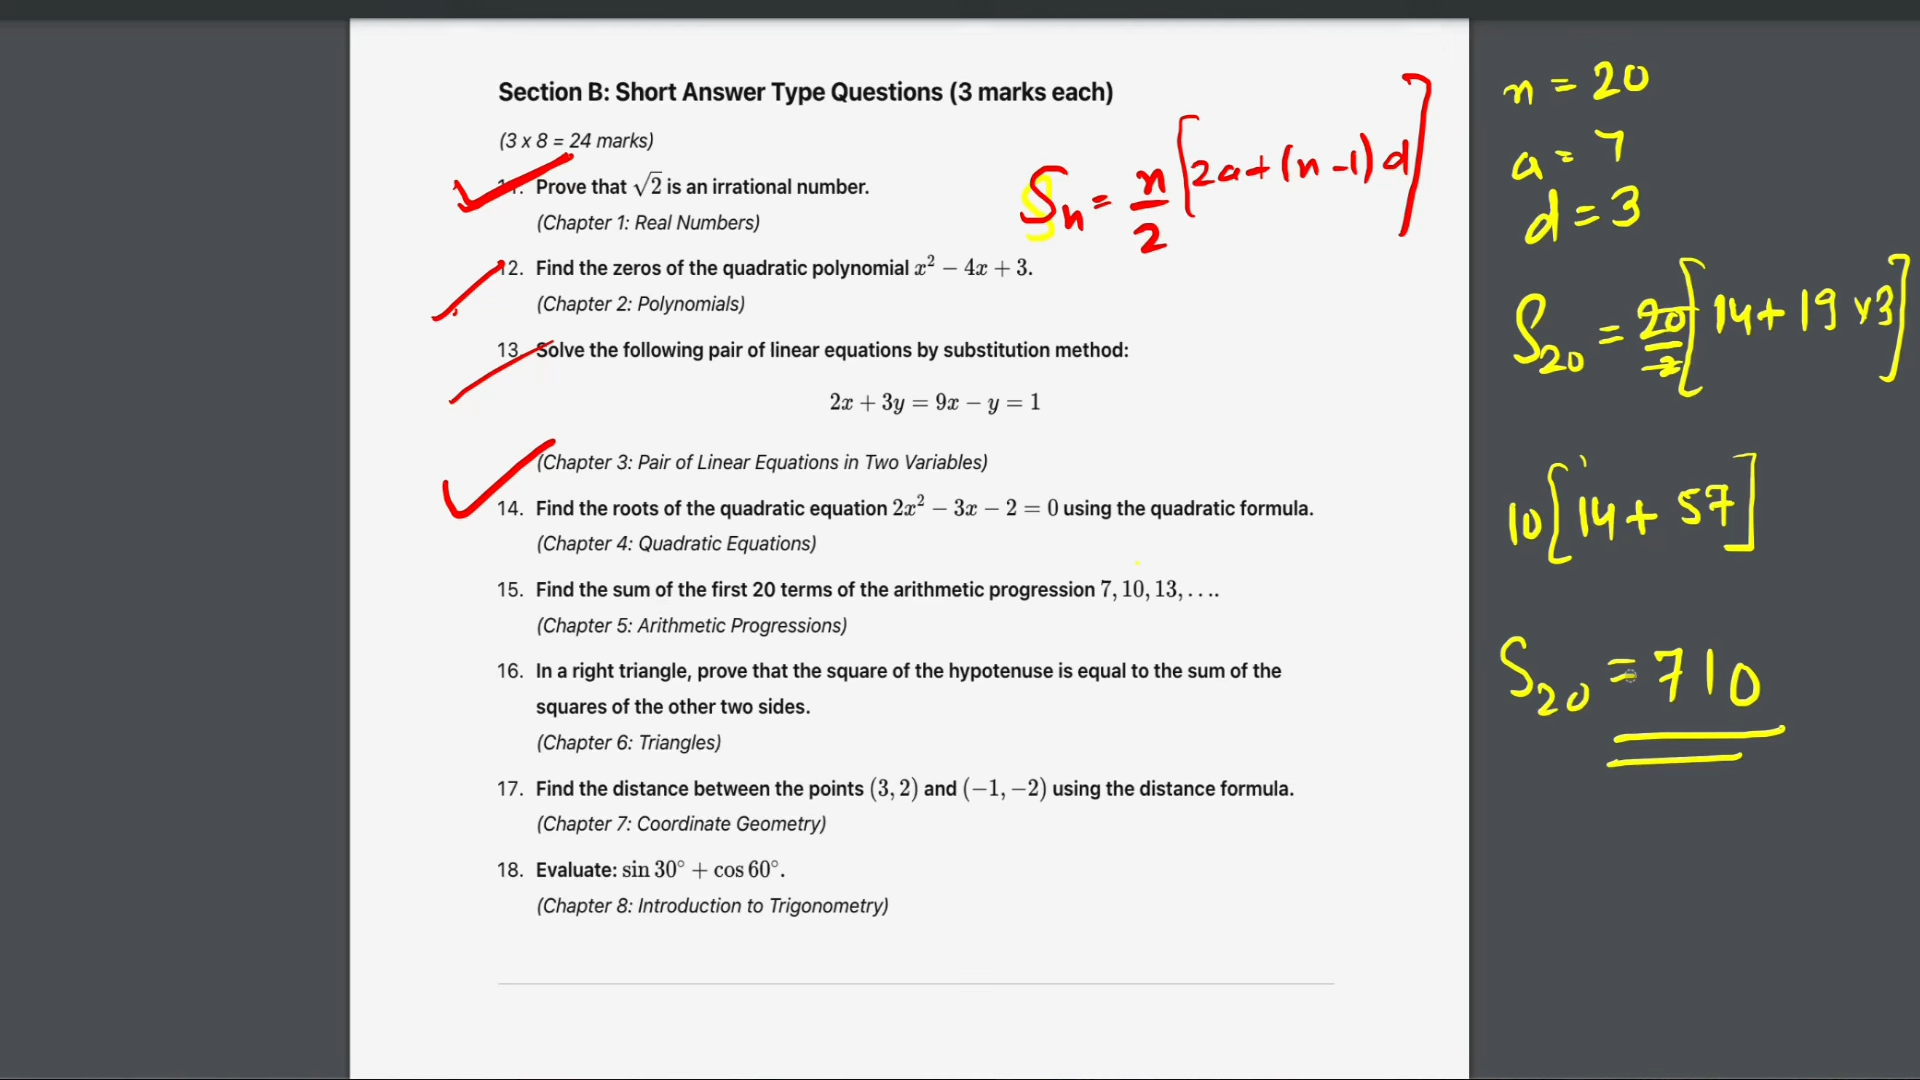 Section B: Short Answer Type Questions (3 marks each)
(3 x 8 = 24 marks)
Prove that √2 is an irrational number.
(Chapter 1: Real Numbers)
12. Find the zeros of the quadratic polynomial x² − 4x + 3.
(Chapter 2: Polynomials)
13. Solve the following pair of linear equations by substitution method:
2x + 3y = 9x − y = 1
(Chapter 3: Pair of Linear Equations in Two Variables)
14. Find the roots of the quadratic equation 2x² − 3x − 2 = 0 using the quadratic formula.
(Chapter 4: Quadratic Equations)
15. Find the sum of the first 20 terms of the arithmetic progression 7, 10, 13, . . ..
(Chapter 5: Arithmetic Progressions)
16. In a right triangle, prove that the square of the hypotenuse is equal to the sum of the
squares of the other two sides.
(Chapter 6: Triangles)
17. Find the distance between the points (3, 2) and (−1, −2) using the distance formula.
(Chapter 7: Coordinate Geometry)
18. Evaluate: sin 30° + cos 60°.
(Chapter 8: Introduction to Trigonometry)
Sn = n/2 [2a + (n − 1) d]
n = 20
a = 7
d = 3
S20 = 20/2 [14 + 19 x 3]
10 [14 + 57]
S20 = 710